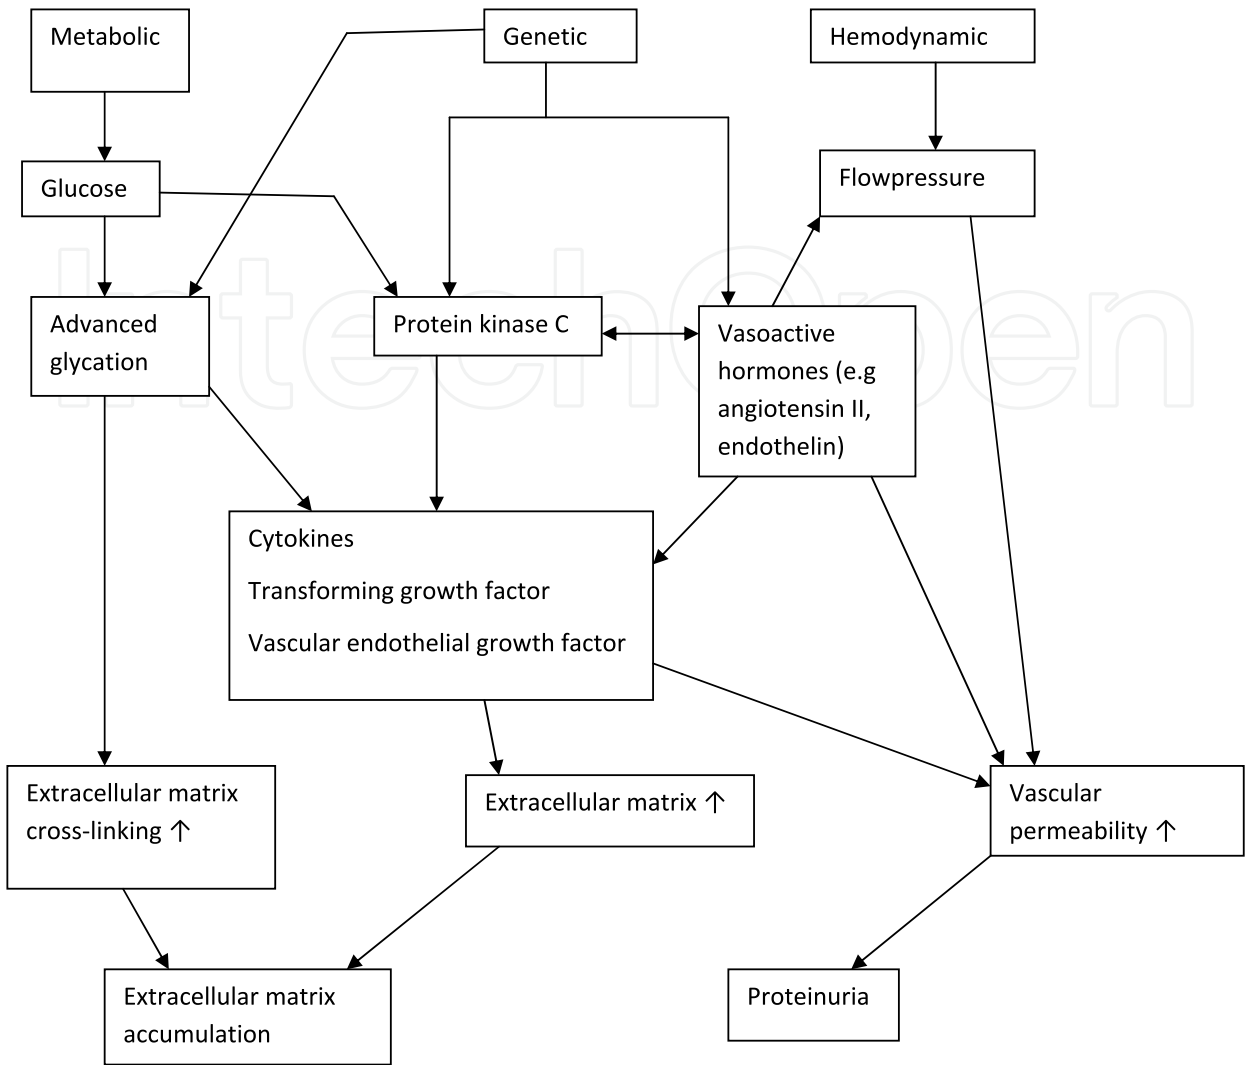 Metabolic
Genetic
Hemodynamic
Glucose
Flowpressure
Advanced
glycation
Protein kinase C
Vasoactive
hormones (e.g
angiotensin II,
endothelin)
IntechOpen
Cytokines
Transforming growth factor
Vascular endothelial growth factor
Extracellular matrix
cross-linking ↑
Extracellular matrix ↑
Vascular
permeability ↑
Extracellular matrix
accumulation
Proteinuria